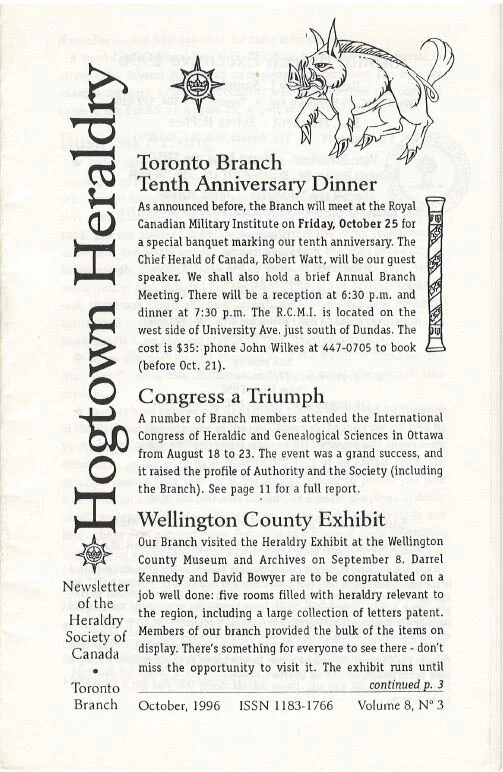 Hogtown Heraldry
Newsletter
of the
Heraldry
Society of
Canada
•
Toronto
Branch
Toronto Branch
Tenth Anniversary Dinner
As announced before, the Branch will meet at the Royal
Canadian Military Institute on Friday, October 25 for
a special banquet marking our tenth anniversary. The
Chief Herald of Canada, Robert Watt, will be our guest
speaker. We shall also hold a brief Annual Branch
Meeting. There will be a reception at 6:30 p.m. and
dinner at 7:30 p.m. The R.C.M.I. is located on the
west side of University Ave. just south of Dundas. The
cost is $35: phone John Wilkes at 447-0705 to book
(before Oct. 21).
Congress a Triumph
A number of Branch members attended the International
Congress of Heraldic and Genealogical Sciences in Ottawa
from August 18 to 23. The event was a grand success, and
it raised the profile of Authority and the Society (including
the Branch). See page 11 for a full report.
Wellington County Exhibit
Our Branch visited the Heraldry Exhibit at the Wellington
County Museum and Archives on September 8. Darrel
Kennedy and David Bowyer are to be congratulated on a
job well done: five rooms filled with heraldry relevant to
the region, including a large collection of letters patent.
Members of our branch provided the bulk of the items on
display. There's something for everyone to see there - don't
miss the opportunity to visit it. The exhibit runs until
continued p. 3
October, 1996 ISSN 1183-1766 Volume 8, Nº 3